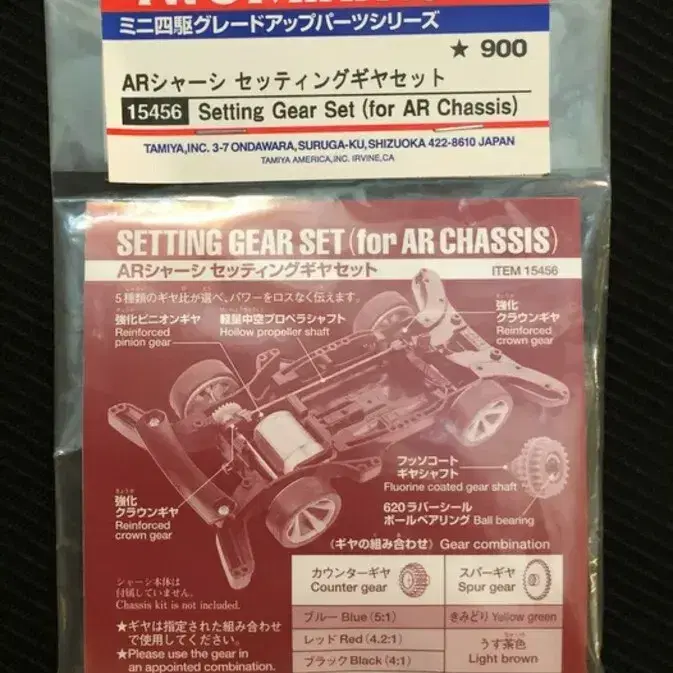 ミニ四駆グレードアップパーツシリーズ
★ 900
ARシャーシ セッティングギヤセット
15456 Setting Gear Set (for AR Chassis)
TAMIYA,INC. 3-7 ONDAWARA,SURUGA-KU,SHIZUOKA 422-8610 JAPAN
TAMIYA AMERICA,INC. IRVINE,CA
SETTING GEAR SET (for AR CHASSIS)
ARシャーシ セッティングギヤセット
ITEM 15456
5種類のギヤ比が選べ、パワーをロスなく伝えます。
強化ピニオンギヤ
Reinforced
pinion gear
軽量中空プロペラシャフト
Hollow propeller shaft
強化
クラウンギヤ
Reinforced
crown gear
強化
クラウンギヤ
Reinforced
crown gear
フッソコート
ギヤシャフト
Fluorine coated gear shaft
620ラバーシール
ボールベアリング Ball bearing
《ギヤの組み合わせ》 Gear combination
カウンターギヤ
Counter gear
スパーギヤ
Spur gear
ブルー Blue (5:1)
きみどり Yellow green
レッド Red (4.2:1)
うす茶色
Light brown
ブラック Black (4:1)
シャーシ本体は
付属していません。
Chassis kit is not included.
★ギヤは指定された組み合わせ
で使用してください。
★Please use the gear in
an appointed combination.